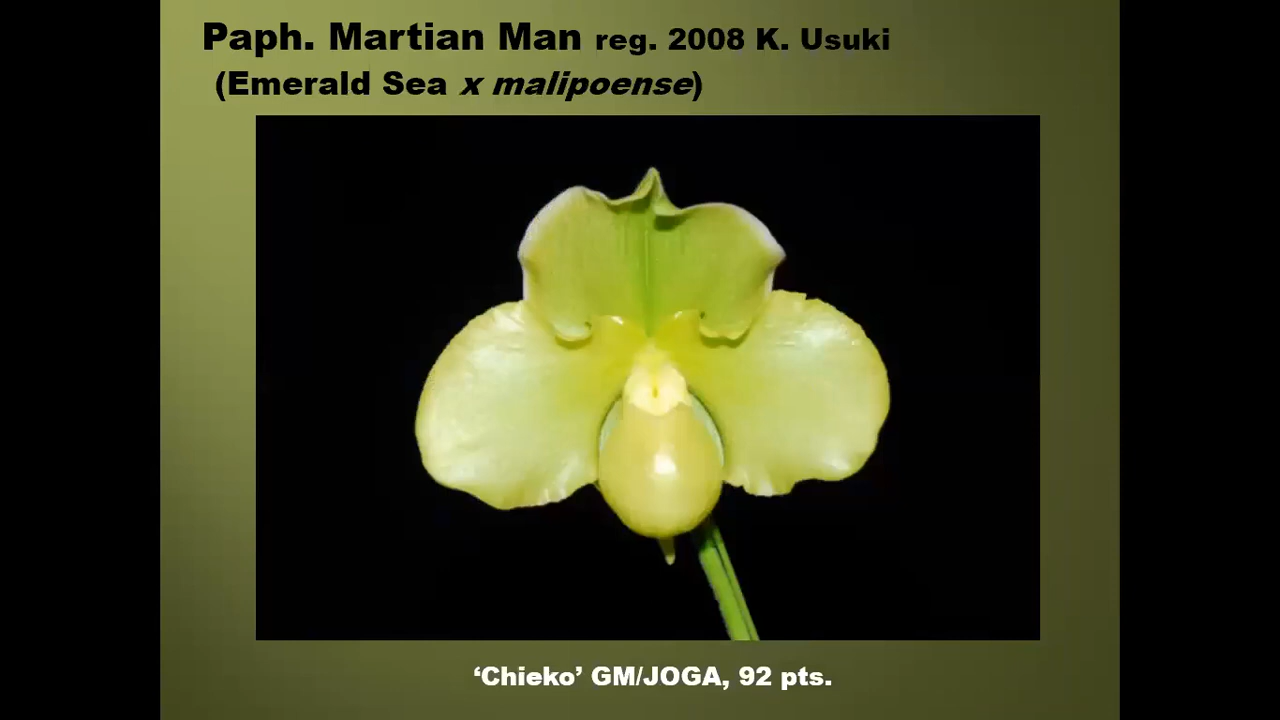 Paph. Martian Man reg. 2008 K. Usuki
(Emerald Sea x malipoense)
‘Chieko’ GM/JOGA, 92 pts.